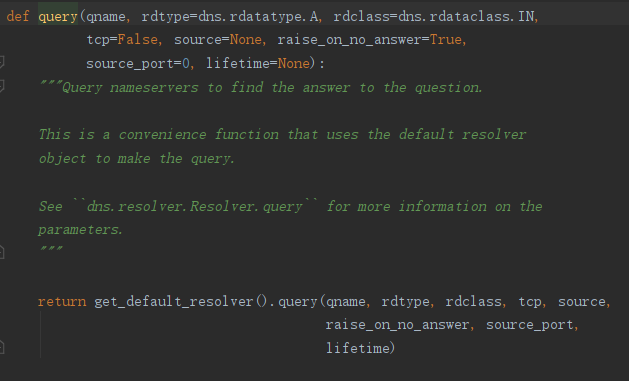 def query(qname, rdtype=dns.rdatatype.A, rdclass=dns.rdataclass.IN,
          tcp=False, source=None, raise_on_no_answer=True,
          source_port=0, lifetime=None):
    """Query nameservers to find the answer to the question.

    This is a convenience function that uses the default resolver
    object to make the query.

    See ``dns.resolver.Resolver.query`` for more information on the
    parameters.
    """

    return get_default_resolver().query(qname, rdtype, rdclass, tcp, source,
                                        raise_on_no_answer, source_port,
                                        lifetime)